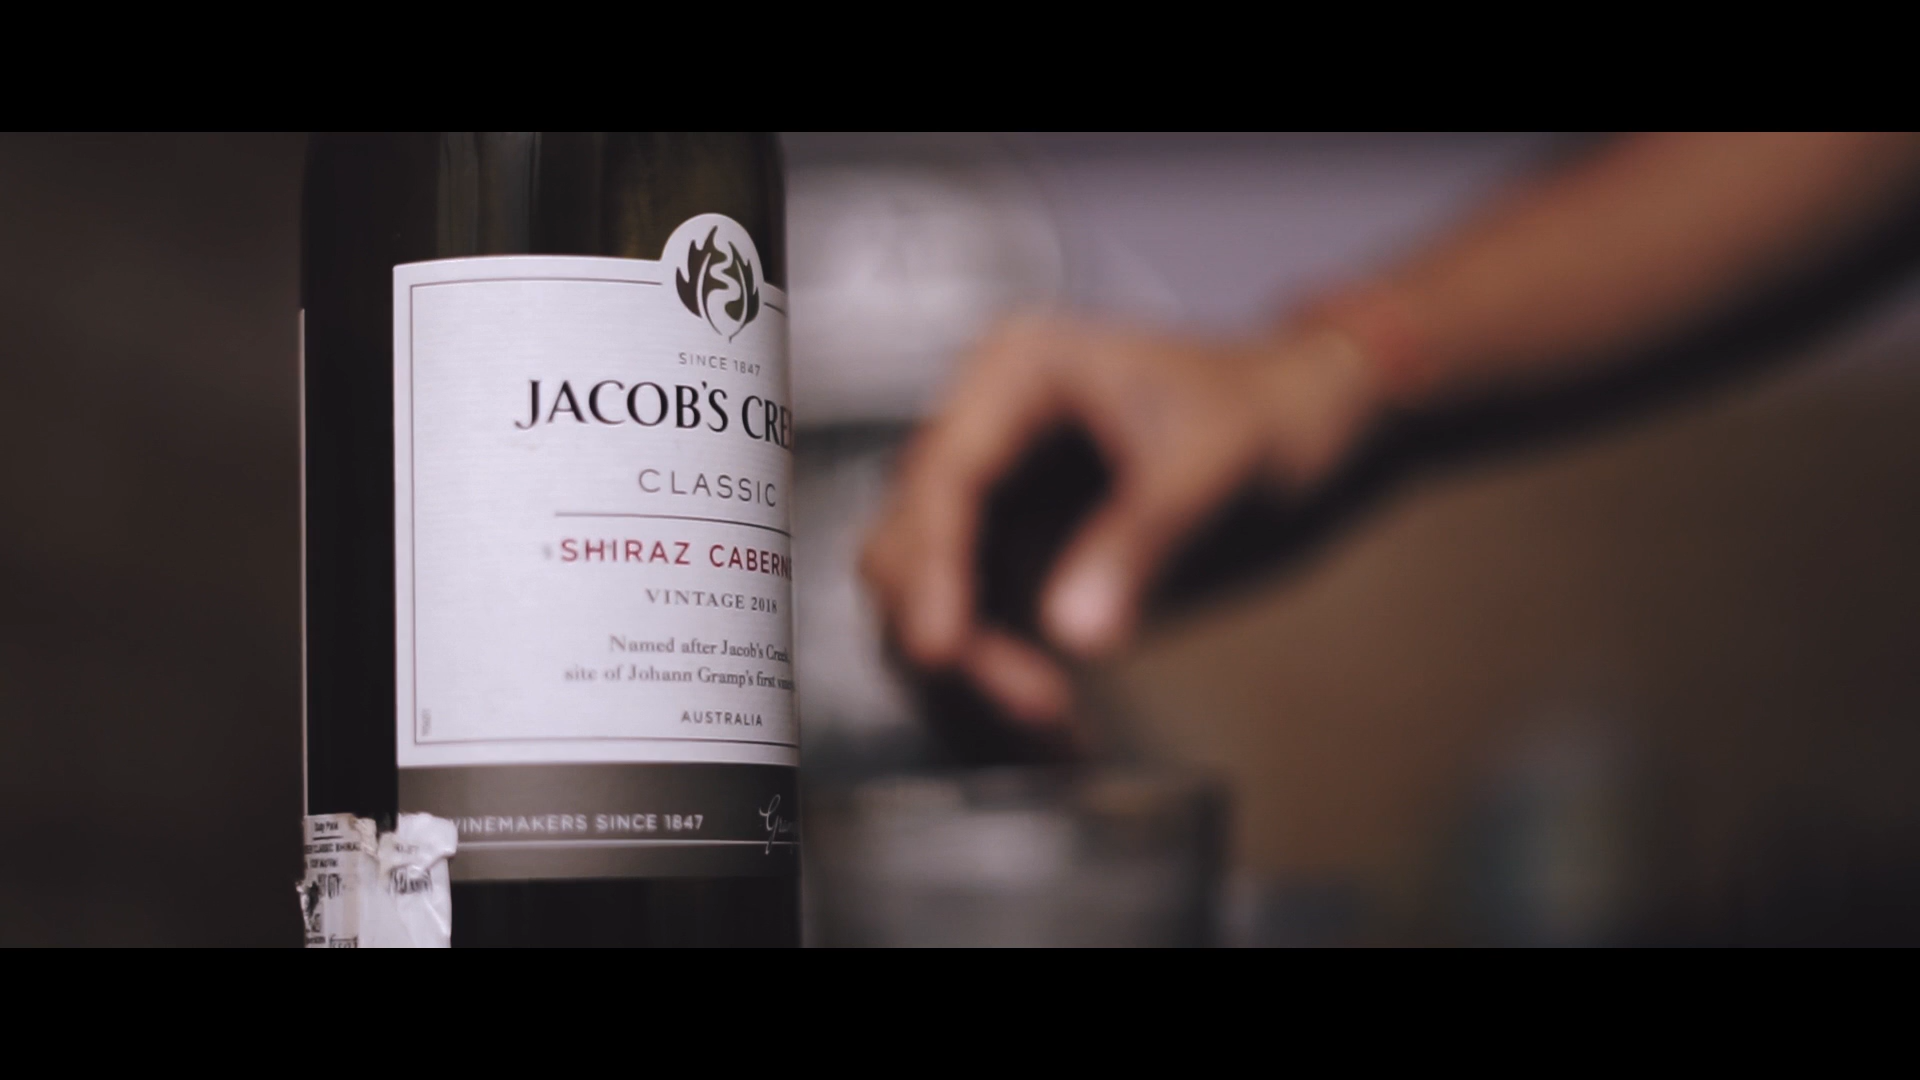 SINCE 1847
JACOB'S CRE
CLASSIC
SHIRAZ CABERN
VINTAGE 2018
Named after Jacob's Creek,
site of Johann Gramp's first
AUSTRALIA
WINEMAKERS SINCE 1847